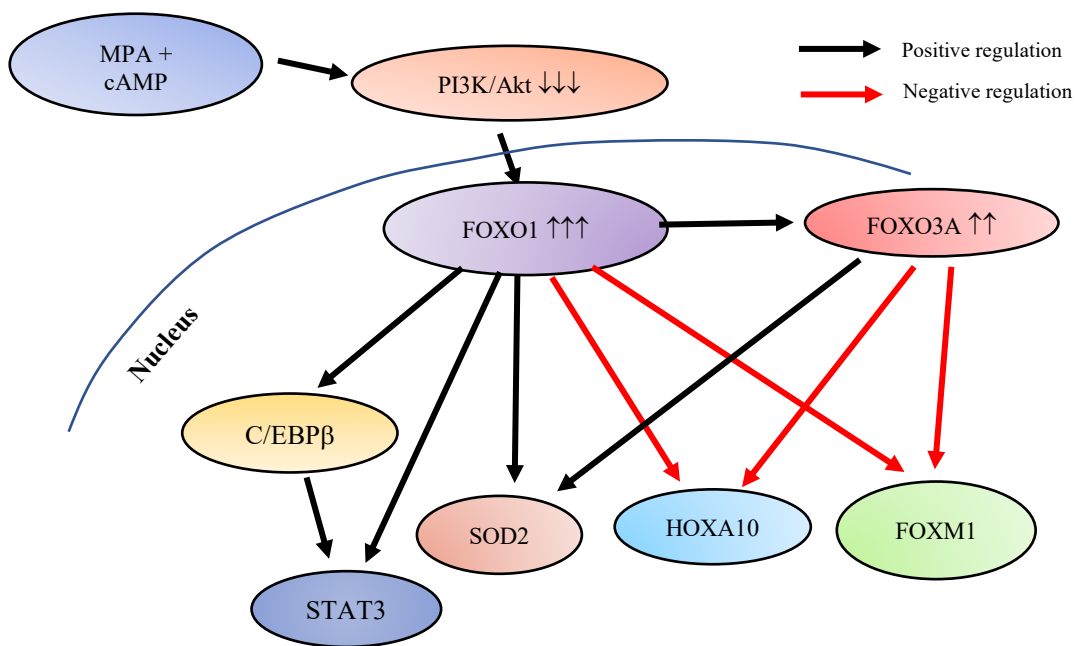 MPA +
cAMP
PI3K/Akt ↓↓↓
Positive regulation
Negative regulation
FOXO1 ↑↑↑
FOXO3A ↑↑
Nucleus
C/EBPβ
SOD2
HOXA10
FOXM1
STAT3